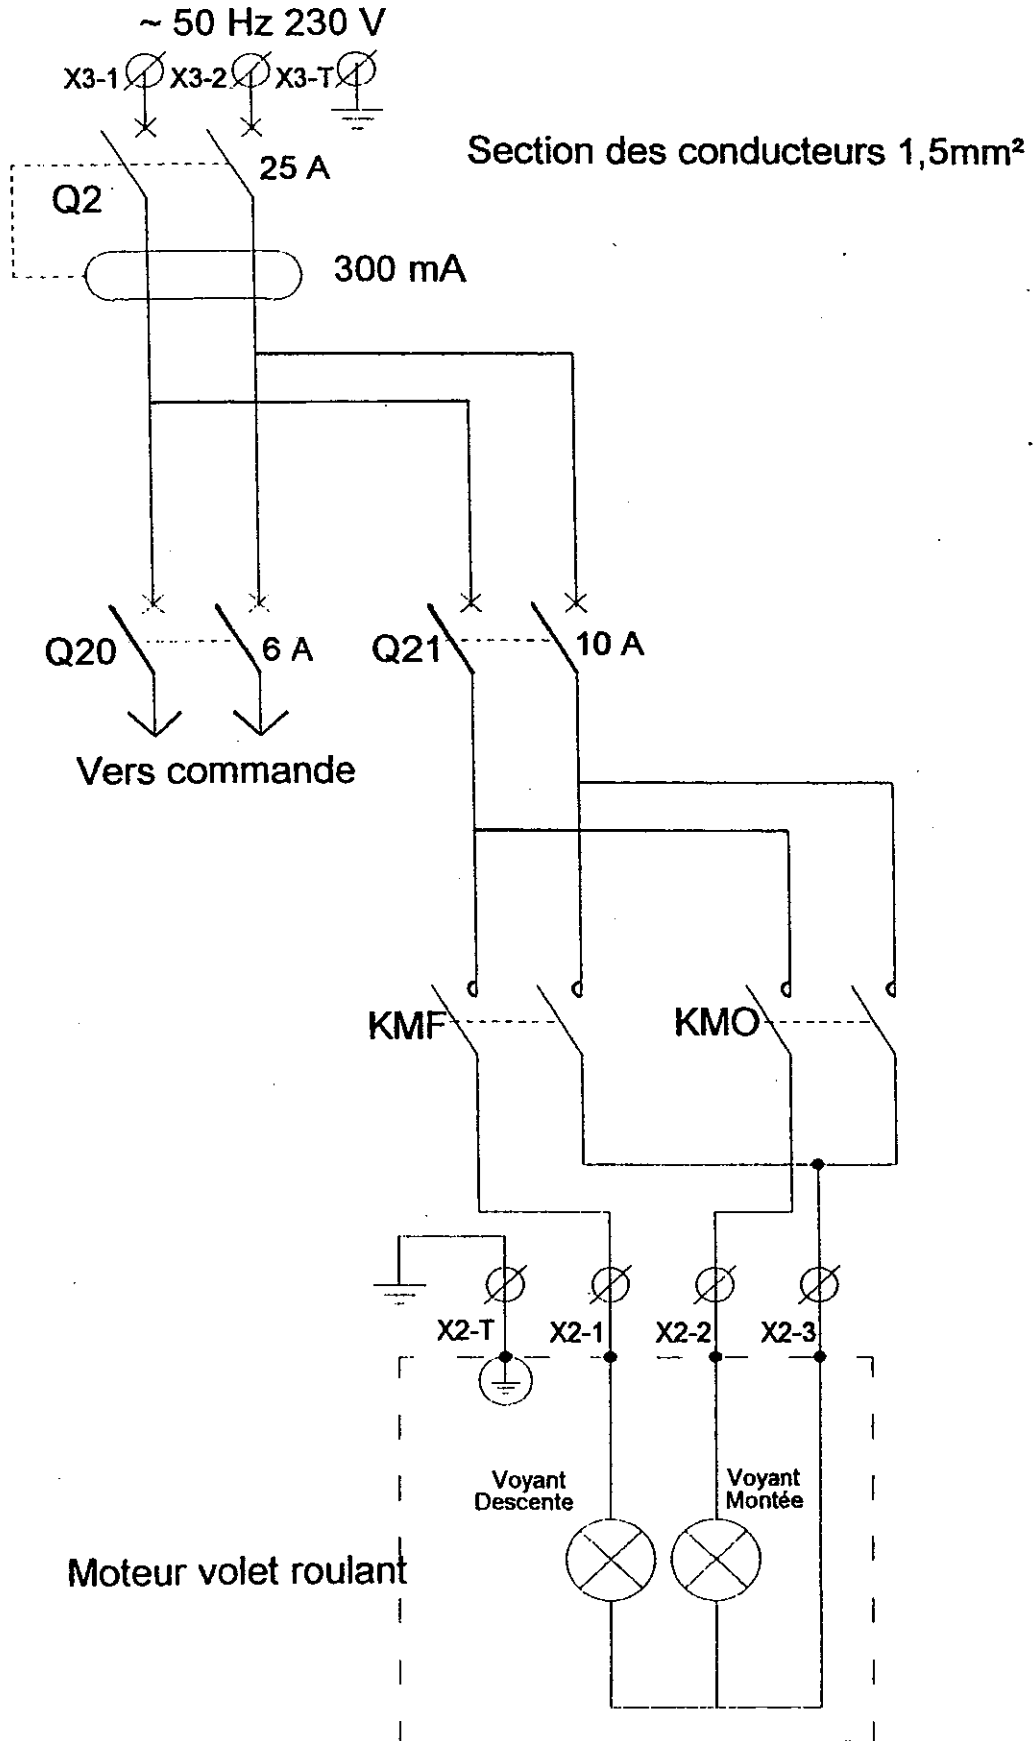 ~ 50 Hz 230 V
X3-1 X3-2 X3-T
Section des conducteurs 1,5mm²
25 A
Q2
300 mA
Q20 6 A Q21 10 A
Vers commande
KMF KMO
X2-T X2-1 X2-2 X2-3
Voyant
Descente
Voyant
Montée
Moteur volet roulant